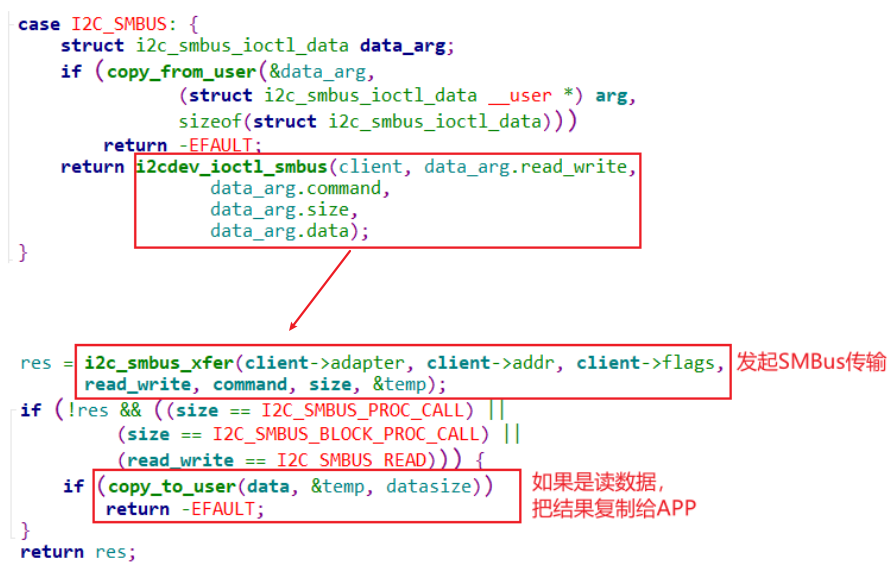 case I2C_SMBUS: {
struct i2c_smbus_ioctl_data data_arg;
if (copy_from_user(&data_arg,
(struct i2c_smbus_ioctl_data __user *) arg,
sizeof(struct i2c_smbus_ioctl_data)))
return -EFAULT;
return i2cdev_ioctl_smbus(client, data_arg.read_write,
data_arg.command,
data_arg.size,
data_arg.data);
}
res = i2c_smbus_xfer(client->adapter, client->addr, client->flags, 发起SMBus传输
read_write, command, size, &temp);
if (!res && ((size == I2C_SMBUS_PROC_CALL) ||
(size == I2C_SMBUS_BLOCK_PROC_CALL) ||
(read_write == I2C_SMBUS_READ))) {
if (copy_to_user(data, &temp, datasize)) 如果是读数据，
return -EFAULT; 把结果复制给APP
}
return res;